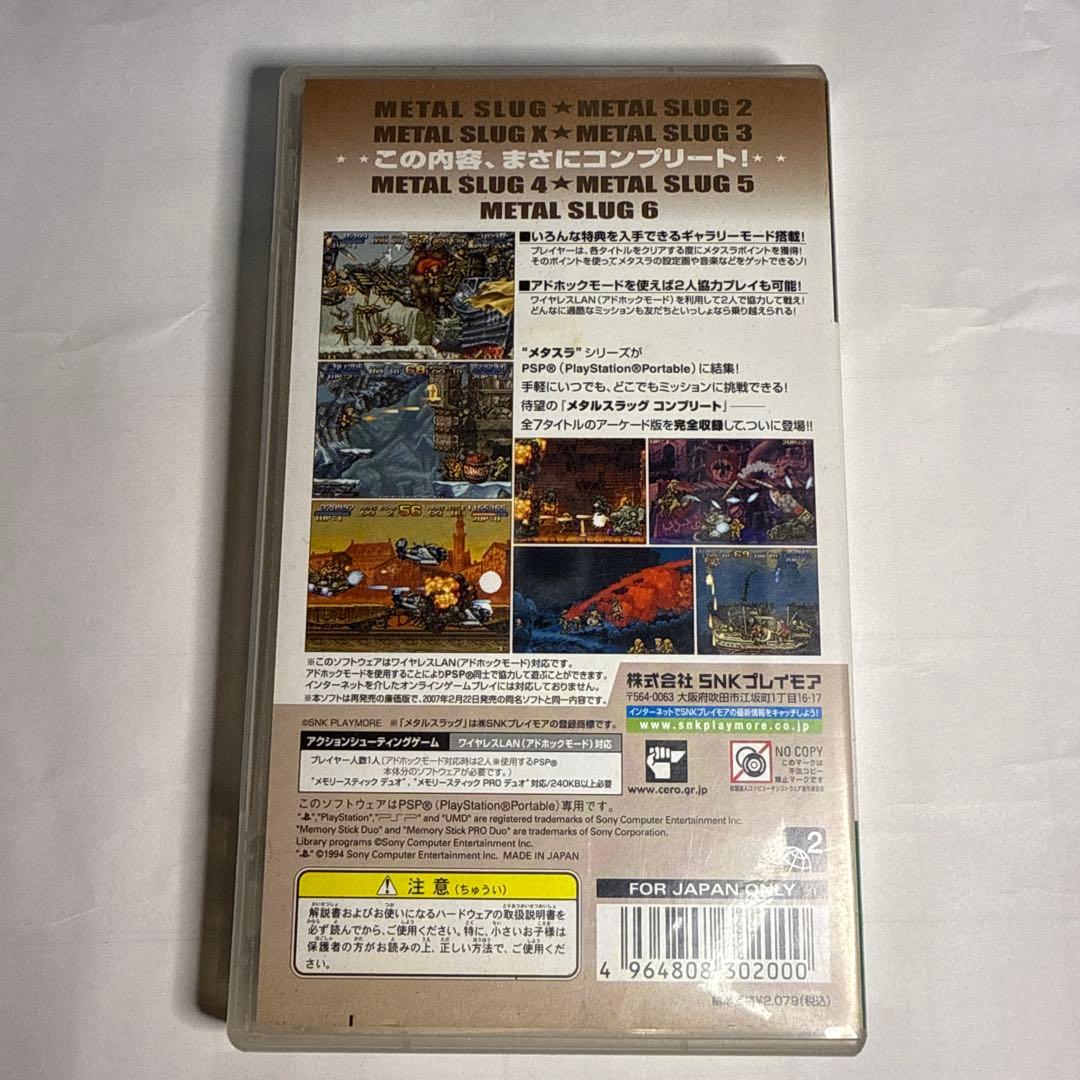 METAL SLUG★METAL SLUG 2
METAL SLUG X★METAL SLUG 3
★ ★この内容、まさにコンプリート!★ ★
METAL SLUG 4★METAL SLUG 5
METAL SLUG 6
■いろんな特典を入手できるギャラリーモード搭載!
プレイヤーは、各タイトルをクリアする度にメタスラポイントを獲得!
そのポイントを使ってメタスラの設定画や音楽などをゲットできるゾ!
■アドホックモードを使えば2人協力プレイも可能!
ワイヤレスLAN(アドホックモード)を利用して2人で協力して戦え!
どんなに過酷なミッションも友だちといっしょなら乗り越えられる!
“メタスラ”シリーズが
PSP®(PlayStation®Portable)に結集!
手軽にいつでも、どこでもミッションに挑戦できる!
待望の「メタルスラッグ コンプリート」――
全7タイトルのアーケード版を完全収録して、ついに登場!!
DANGER
56
69
※このソフトウェアはワイヤレスLAN(アドホックモード)対応です。
アドホックモードを使用することによりPSP®同士で協力して遊ぶことができます。
インターネットを介したオンラインゲームプレイには対応しておりません。
※本ソフトは再発売の廉価版で、2007年2月22日発売の同名ソフトと同一内容です。
株式会社 SNKプレイモア
〒564-0063 大阪府吹田市江坂町1丁目16-17
インターネットでSNKプレイモアの最新情報をキャッチしよう!
www.snkplaymore.co.jp
©SNK PLAYMORE ※「メタルスラッグ」は㈱SNKプレイモアの登録商標です。
アクションシューティングゲーム ワイヤレスLAN(アドホックモード)対応
プレイヤー人数1人(アドホックモード対応時は2人※使用するPSP®
本体分のソフトウェアが必要です。)
“メモリースティック デュオ”、“メモリースティック PRO デュオ”対応/240KB以上必要
www.cero.gr.jp
NO COPY
このマークは
不法コピー
禁止マークです
このソフトウェアはPSP®(PlayStation®Portable)専用です。
" ","PlayStation","PSP" and "UMD" are registered trademarks of Sony Computer Entertainment Inc.
"Memory Stick Duo" and "Memory Stick PRO Duo" are trademarks of Sony Corporation.
Library programs ©Sony Computer Entertainment Inc.
" " ©1994 Sony Computer Entertainment Inc. MADE IN JAPAN
2
FOR JAPAN ONLY
注意(ちゅうい)
解説書およびお使いになるハードウェアの取扱説明書を
必ず読んでから、ご使用ください。特に、小さいお子様は
保護者の方がお読みの上、正しい方法で、ご使用くだ
さい。
4 964808 302000
¥2,079(税込)